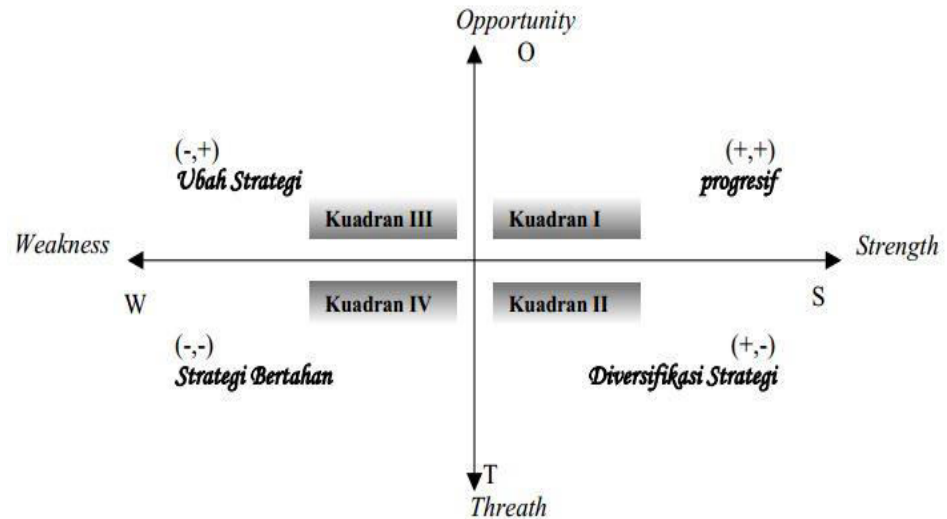 Opportunity
O
(-,+)
Ubah Strategi
(+,+)
progresif
Kuadran III
Kuadran I
Weakness
Strength
W
Kuadran IV
Kuadran II
S
(-,-)
Strategi Bertahan
(+,-)
Diversifikasi Strategi
T
Threath